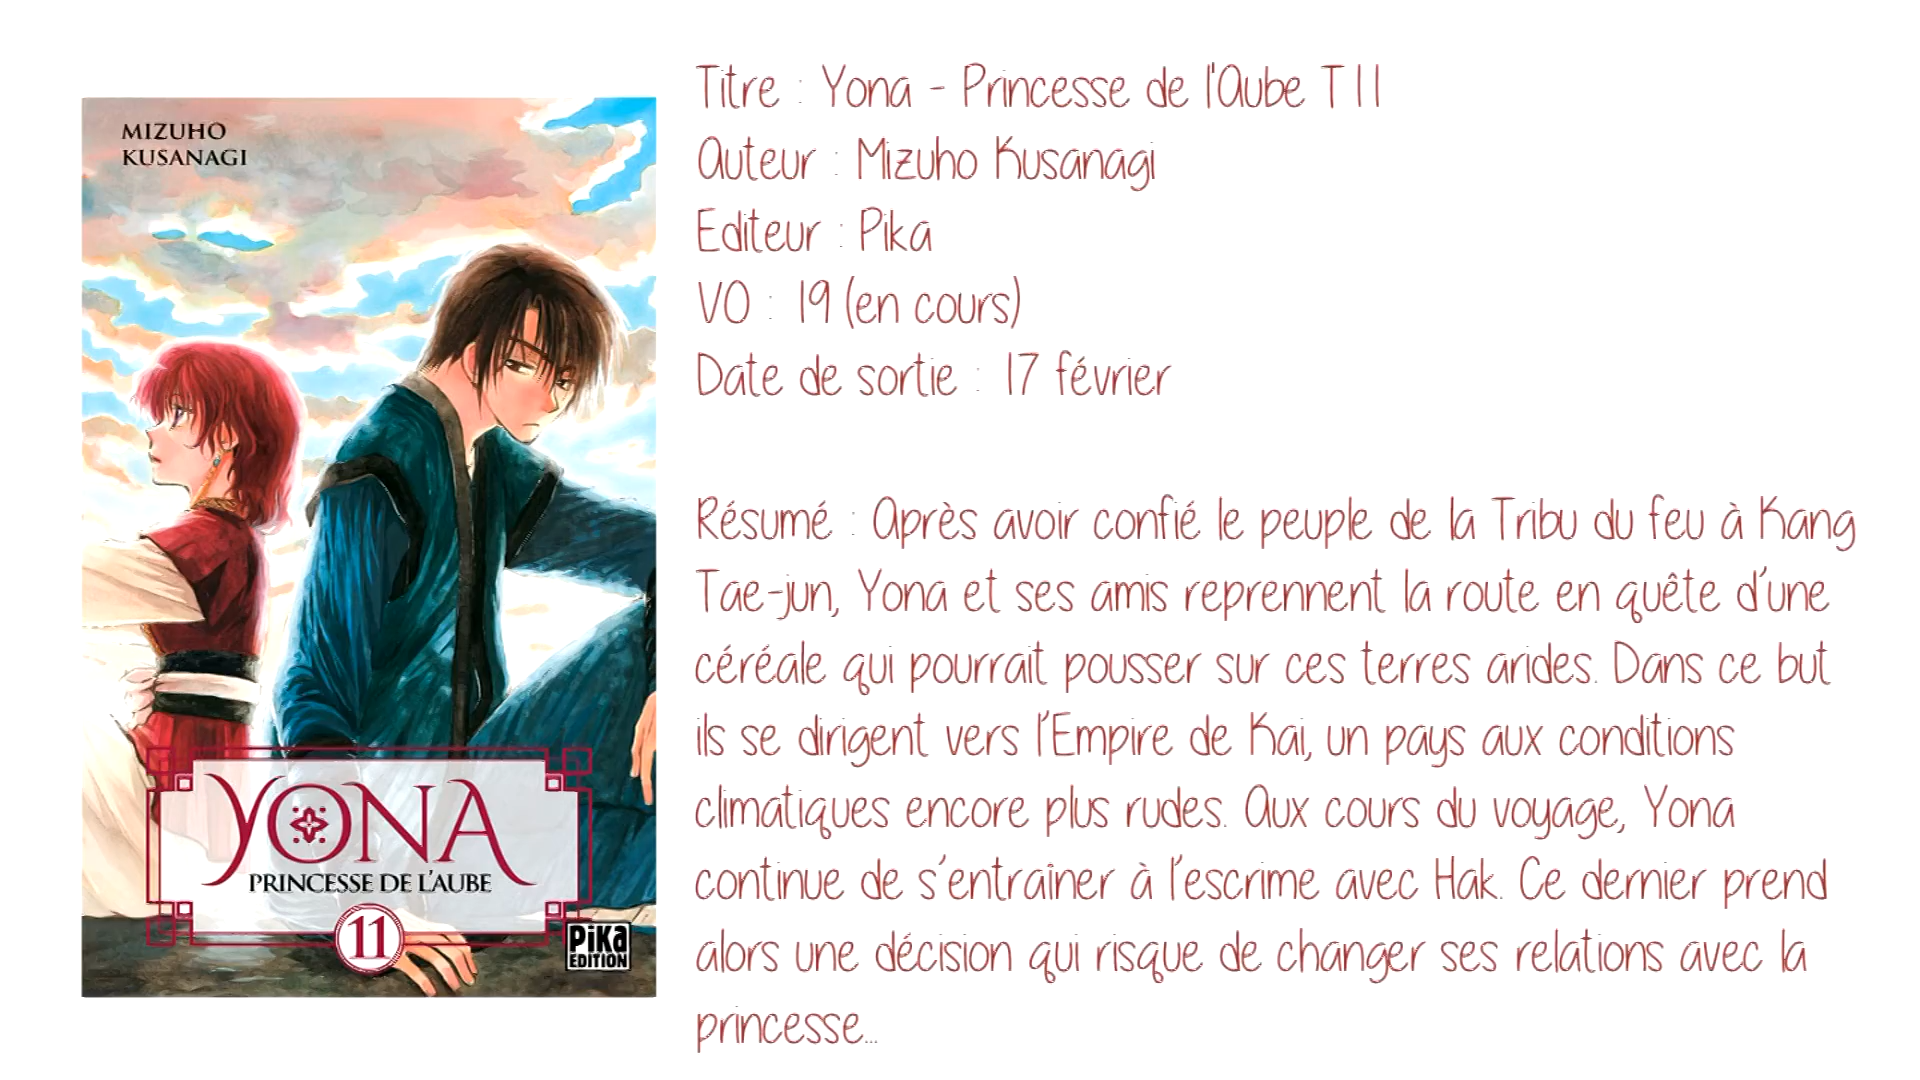 MIZUHO
KUSANAGI
YONA
PRINCESSE DE L'AUBE
11
PiKa
EDITION
Titre : Yona - Princesse de l'Aube T11
Auteur : Mizuho Kusanagi
Editeur : Pika
VO : 19 (en cours)
Date de sortie : 17 février
Résumé : Après avoir confié le peuple de la Tribu du feu à Kang
Tae-jun, Yona et ses amis reprennent la route en quête d’une
céréale qui pourrait pousser sur ces terres arides. Dans ce but
ils se dirigent vers l’Empire de Kai, un pays aux conditions
climatiques encore plus rudes. Aux cours du voyage, Yona
continue de s’entraîner à l’escrime avec Hak. Ce dernier prend
alors une décision qui risque de changer ses relations avec la
princesse...